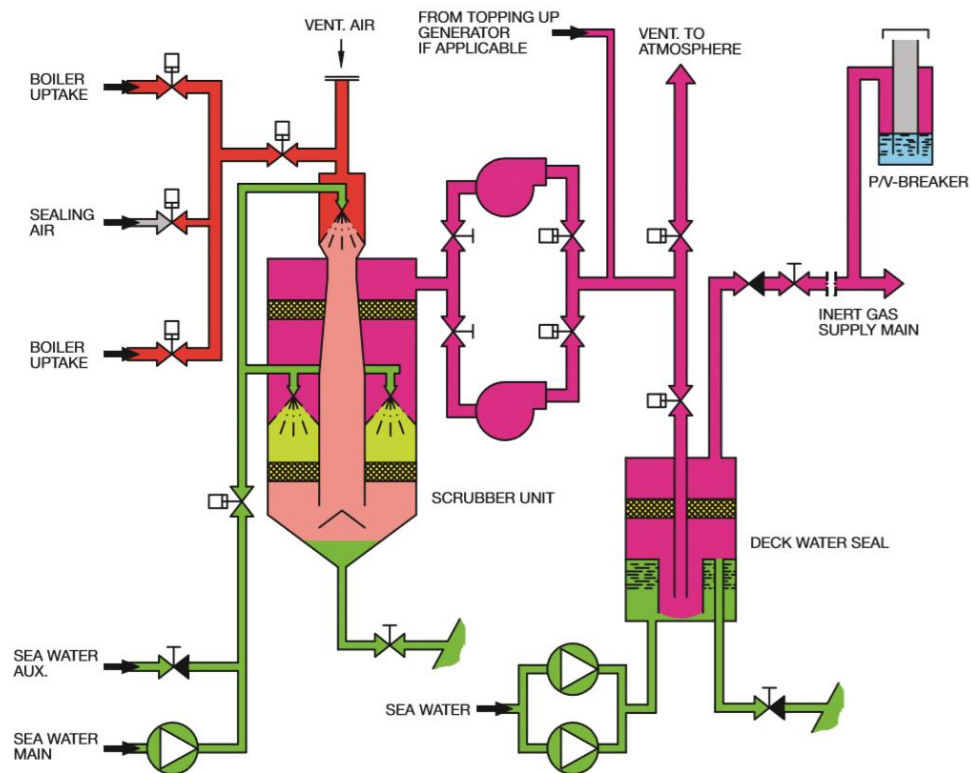 VENT. AIR
FROM TOPPING UP
GENERATOR
IF APPLICABLE
VENT. TO
ATMOSPHERE
BOILER
UPTAKE
P/V-BREAKER
SEALING
AIR
INERT GAS
SUPPLY MAIN
BOILER
UPTAKE
SCRUBBER UNIT
DECK WATER SEAL
SEA WATER
AUX.
SEA WATER
SEA WATER
MAIN